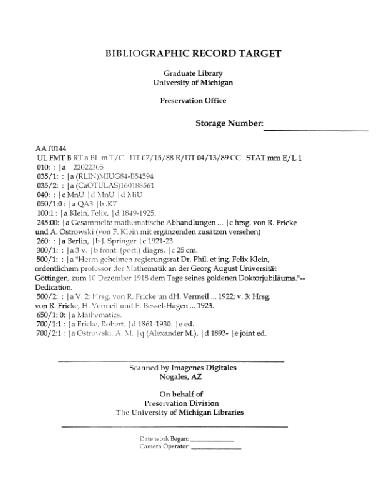 BIBLIOGRAPHIC RECORD TARGET
Graduate Library
University of Michigan
Preservation Office
Storage Number:
AAJ0144
UL FMT B RT a BL m T/C DT 07/15/88 R/DT 04/13/89 CC STAT mm E/L 1
010: : |a 22022305
035/1: : |a (RLIN)MIUG84-B54594
035/2: : |a (CaOTULAS)160188561
040: : |c MnU |d MnU |d MiU
050/1:0 : |a QA3 |b .K7
100:1 : |a Klein, Felix, |d 1849-1925.
245:00: |a Gesammelte mathematische Abhandlungen ... |c hrsg. von R. Fricke
und A. Ostrowski (von F. Klein mit ergänzenden zusätzen versehen)
260: : |a Berlin, |b J. Springer |c 1921-23
300/1: : |a 3 v. |b front. (port.) diagrs. |c 25 cm.
500/1: : |a "Herrn geheimen regierungsrat Dr. Phil. et ing. Felix Klein,
ordentlichem professor der Mathematik an der Georg August Universität
Göttingen, zum 10 Dezember 1918 dem Tage seines goldenen Doktorjubiläums."--
Dedication.
500/2: : |a V. 2: Hrsg. von R. Fricke und H. Vermeil ... 1922; v. 3: Hrsg.
von R. Fricke, H. Vermeil und E. Bessel-Hagen ... 1923.
650/1: 0: |a Mathematics.
700/1:1 : |a Fricke, Robert, |d 1861-1930. |e ed.
700/2:1 : |a Ostrowski, A. M. |q (Alexander M.), |d 1893- |e joint ed.
Scanned by Imagenes Digitales
Nogales, AZ
On behalf of
Preservation Division
The University of Michigan Libraries
Date work Began:
Camera Operator: